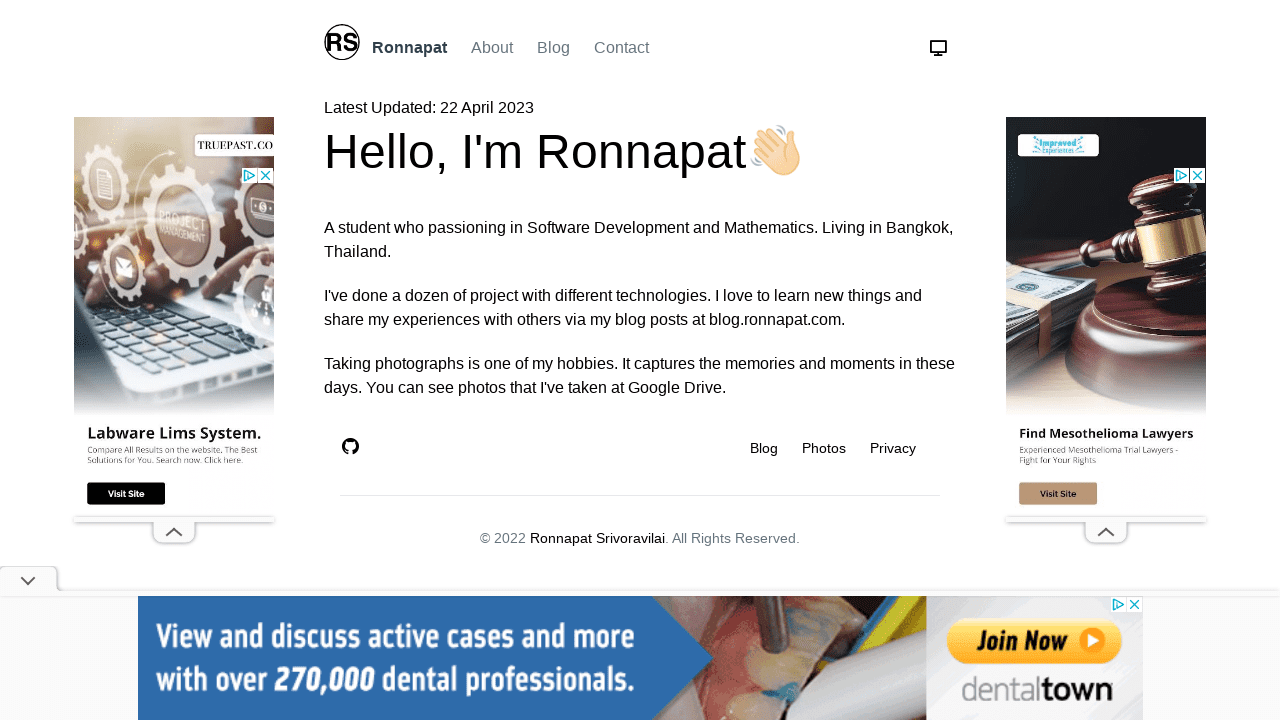 RS Ronnapat About Blog Contact
Latest Updated: 22 April 2023
Hello, I'm Ronnapat
A student who passioning in Software Development and Mathematics. Living in Bangkok,
Thailand.
I've done a dozen of project with different technologies. I love to learn new things and
share my experiences with others via my blog posts at blog.ronnapat.com.
Taking photographs is one of my hobbies. It captures the memories and moments in these
days. You can see photos that I've taken at Google Drive.
Blog Photos Privacy
© 2022 Ronnapat Srivoravilai. All Rights Reserved.
TRUEPAST.CO
PROJECT
MANAGEMENT
Labware Lims System.
Compare All Results on the website, The Best
Solutions for You. Search now. Click here.
Visit Site
Improved
Experiences
Find Mesothelioma Lawyers
Experienced Mesothelioma Trial Lawyers -
Fight for Your Rights
Visit Site
View and discuss active cases and more
with over 270,000 dental professionals.
Join Now
dentaltown